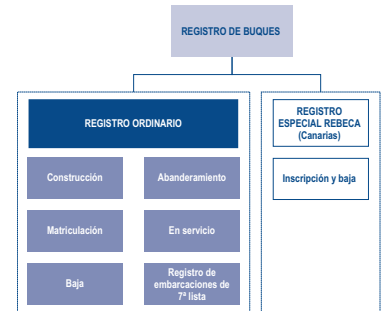 REGISTRO DE BUQUES
REGISTRO ORDINARIO
Construcción
Abanderamiento
Matriculación
En servicio
Baja
Registro de
embarcaciones de
7ª lista
REGISTRO
ESPECIAL REBECA
(Canarias)
Inscripción y baja